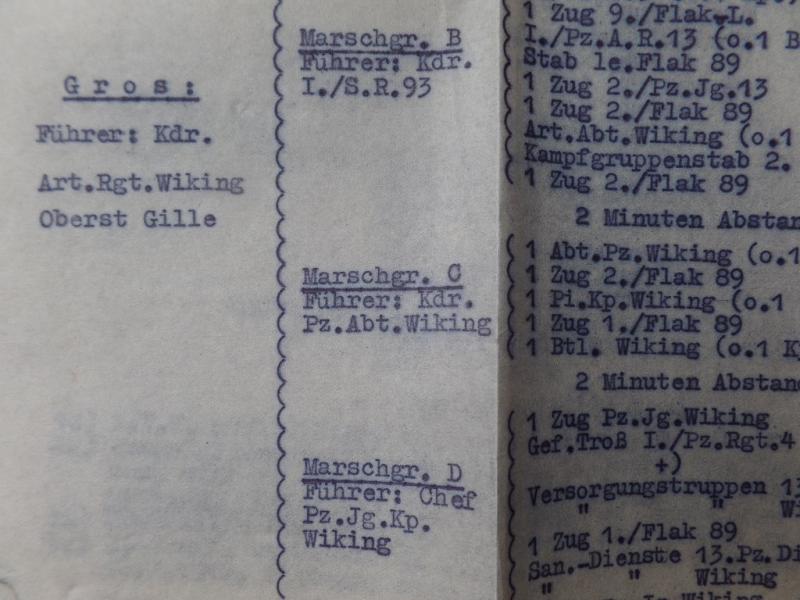 Gros:
Führer: Kdr.
Art.Rgt.Wiking
Oberst Gille
Marschgr. B
Führer: Kdr.
I./S.R.93
Marschgr. C
Führer: Kdr.
Pz.Abt.Wiking
Marschgr. D
Führer: Chef
Pz.Jg.Kp.
Wiking
1 Zug 9./Flak-L.
I./Pz.A.R.13 (o.1 B
Stab le.Flak 89
1 Zug 2./Pz.Jg.13
1 Zug 2./Flak 89
Art.Abt.Wiking (o.1
Kampfgruppenstab 2.
1 Zug 2./Flak 89
2 Minuten Abstan
1 Abt.Pz.Wiking (o.1
1 Zug 2./Flak 89
1 Pi.Kp.Wiking (o.1
1 Zug 1./Flak 89
1 Btl. Wiking (o.1 K
2 Minuten Abstan
1 Zug Pz.Jg.Wiking
Gef.Troß I./Pz.Rgt.4
+)
Versorgungstruppen 13
" " Wi
1 Zug 1./Flak 89
San.-Dienste 13.Pz.Di
" " Wiking